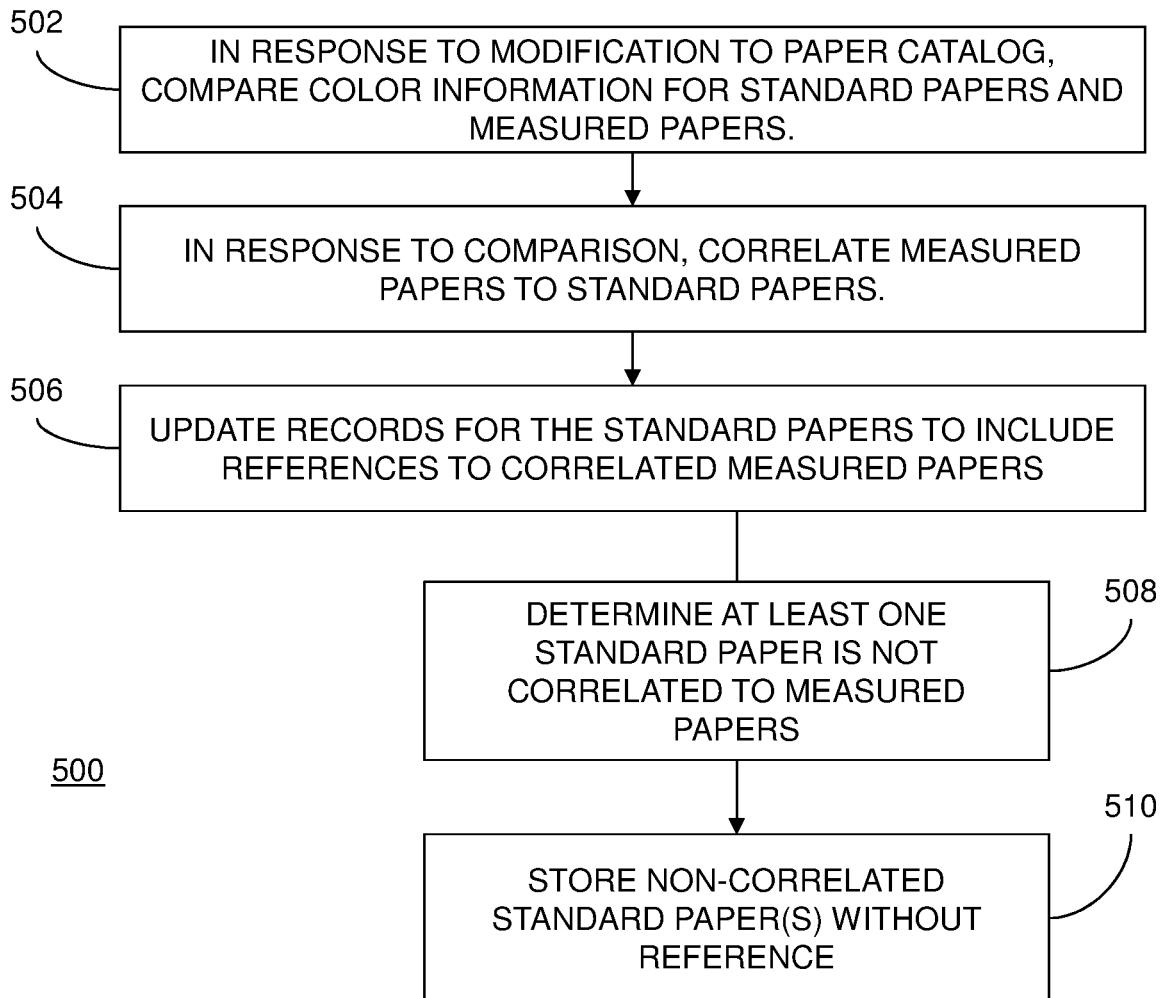 502
IN RESPONSE TO MODIFICATION TO PAPER CATALOG,
COMPARE COLOR INFORMATION FOR STANDARD PAPERS AND
MEASURED PAPERS.
504
IN RESPONSE TO COMPARISON, CORRELATE MEASURED
PAPERS TO STANDARD PAPERS.
506
UPDATE RECORDS FOR THE STANDARD PAPERS TO INCLUDE
REFERENCES TO CORRELATED MEASURED PAPERS
508
DETERMINE AT LEAST ONE
STANDARD PAPER IS NOT
CORRELATED TO MEASURED
PAPERS
500
510
STORE NON-CORRELATED
STANDARD PAPER(S) WITHOUT
REFERENCE